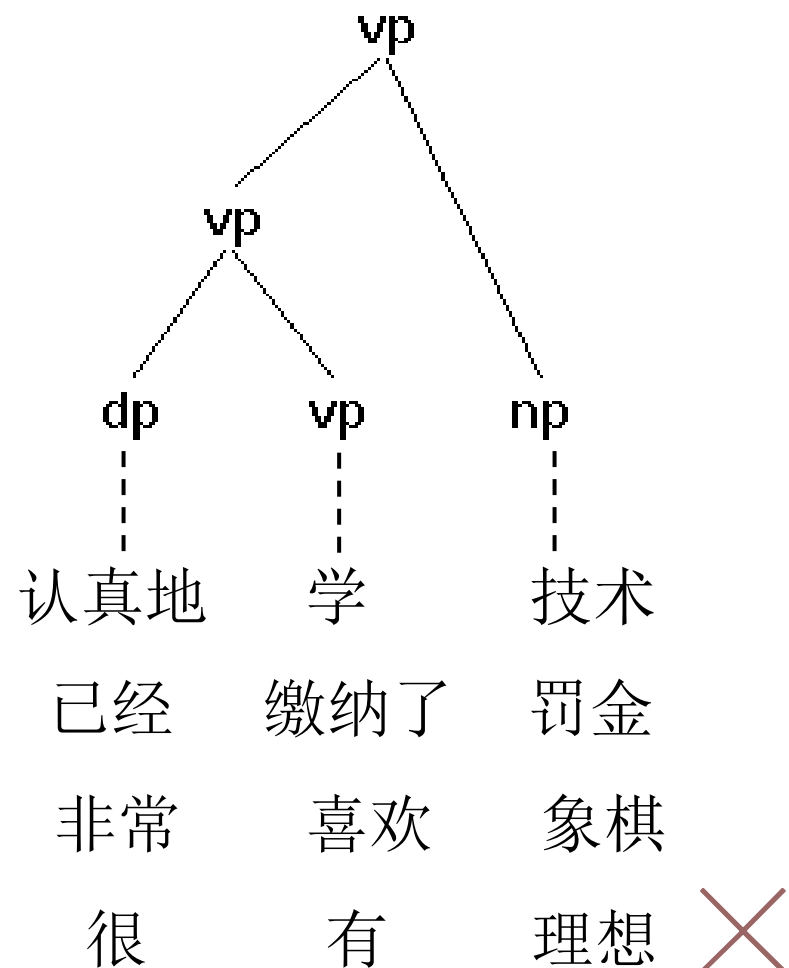 vp
vp
dp vp np
认真地 学 技术
已经 缴纳了 罚金
非常 喜欢 象棋
很 有 理想